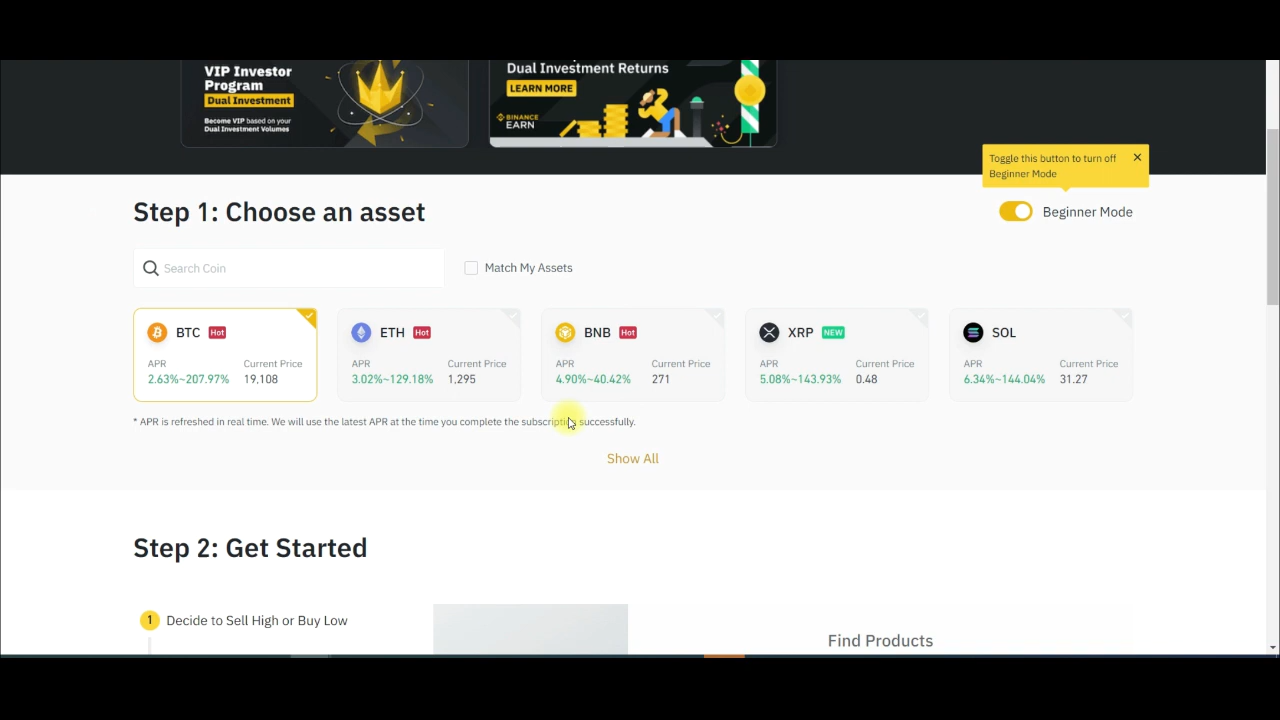 VIP Investor
Program
Dual Investment
Become VIP based on your
Dual Investment Volumes
Dual Investment Returns
LEARN MORE
BINANCE
EARN
Toggle this button to turn off
Beginner Mode
Step 1: Choose an asset
Beginner Mode
Search Coin
Match My Assets
BTC Hot
APR Current Price
2.63%~207.97% 19,108
ETH Hot
APR Current Price
3.02%~129.18% 1,295
BNB Hot
APR Current Price
4.90%~40.42% 271
XRP NEW
APR Current Price
5.08%~143.93% 0.48
SOL
APR Current Price
6.34%~144.04% 31.27
* APR is refreshed in real time. We will use the latest APR at the time you complete the subscription successfully.
Show All
Step 2: Get Started
1 Decide to Sell High or Buy Low
Find Products